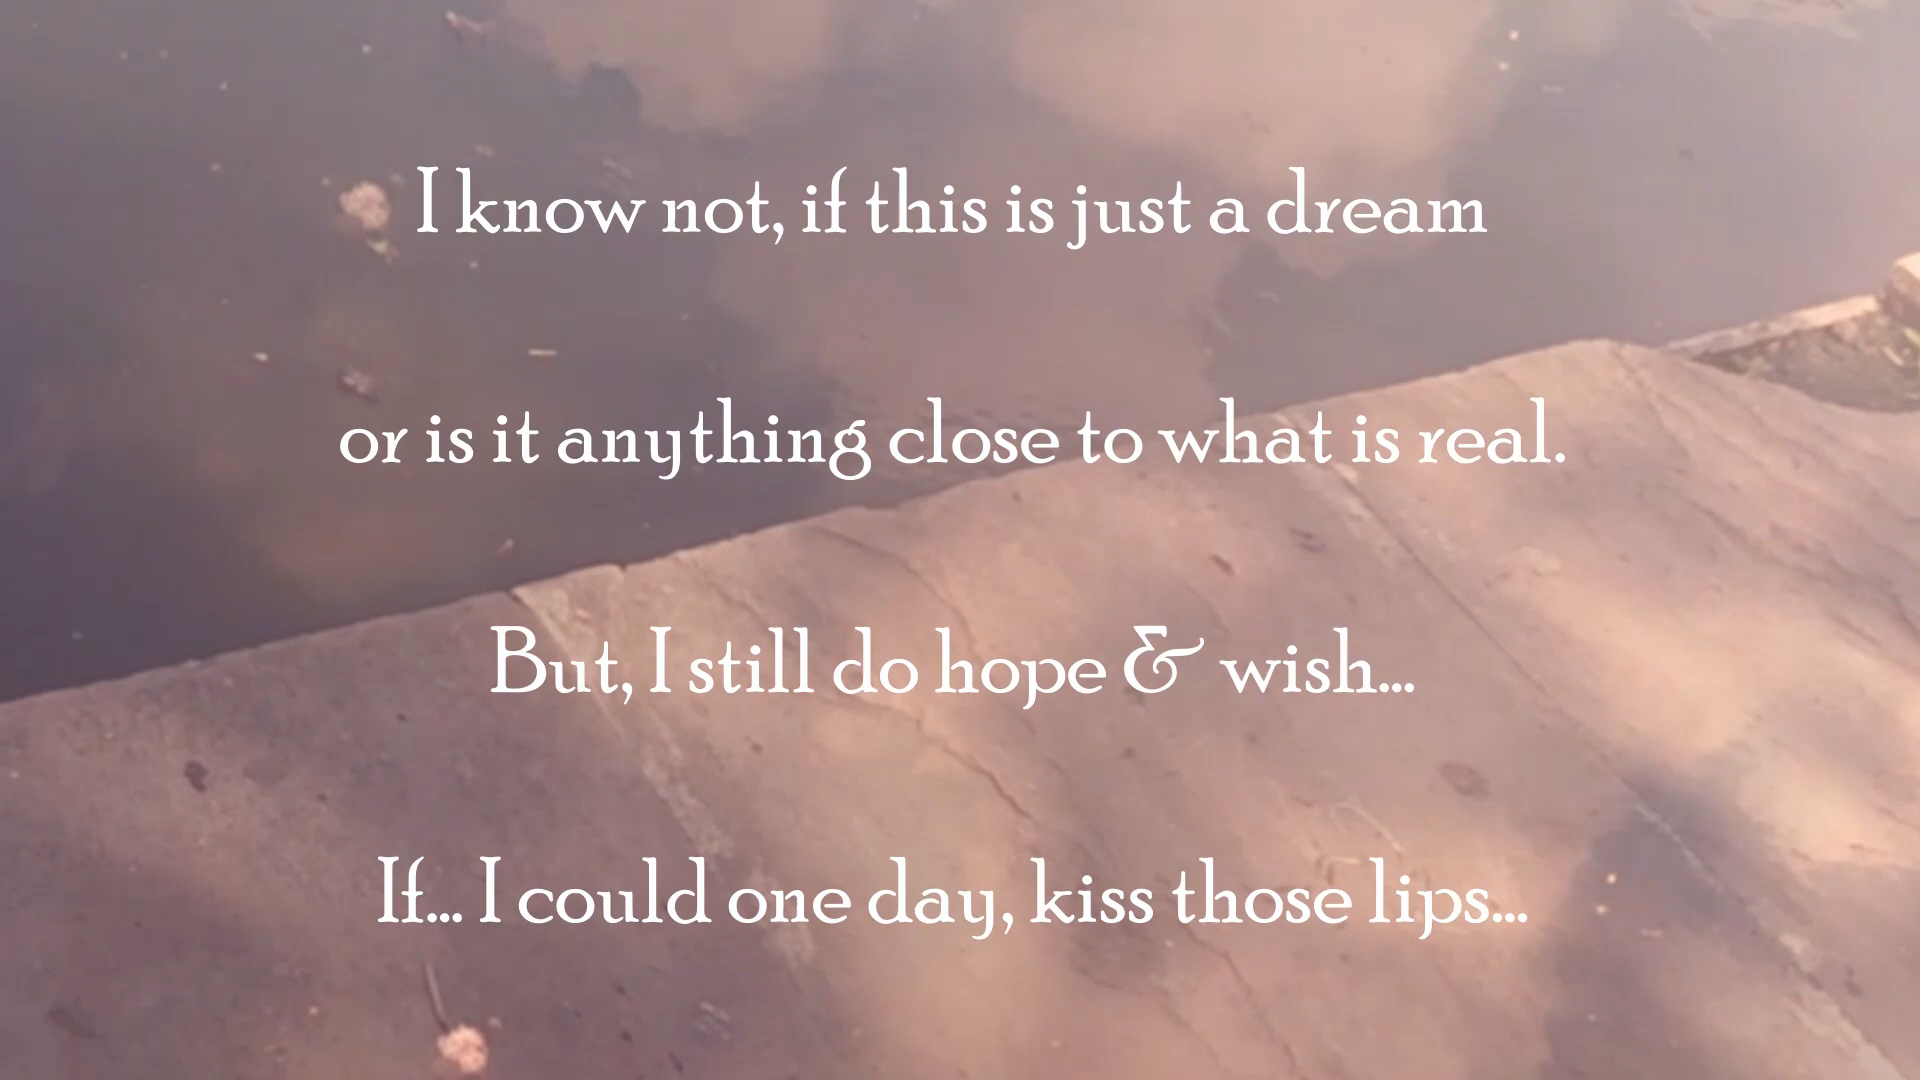 I know not, if this is just a dream
or is it anything close to what is real.
But, I still do hope & wish...
If... I could one day, kiss those lips...